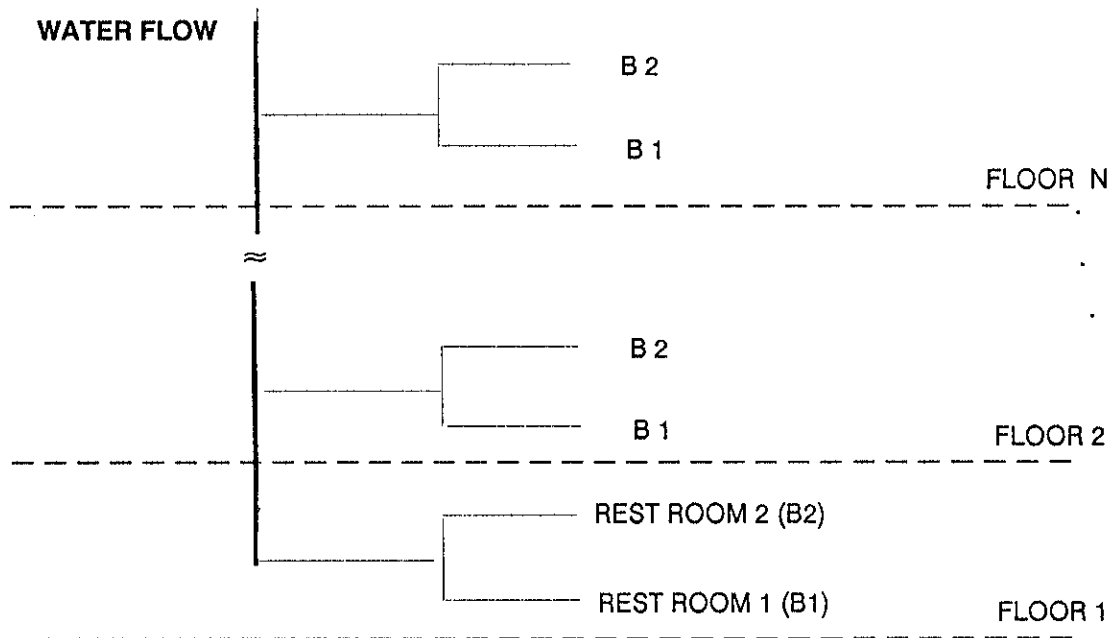 WATER FLOW
B 2
B 1
FLOOR N
≈
B 2
B 1
FLOOR 2
REST ROOM 2 (B2)
REST ROOM 1 (B1)
FLOOR 1